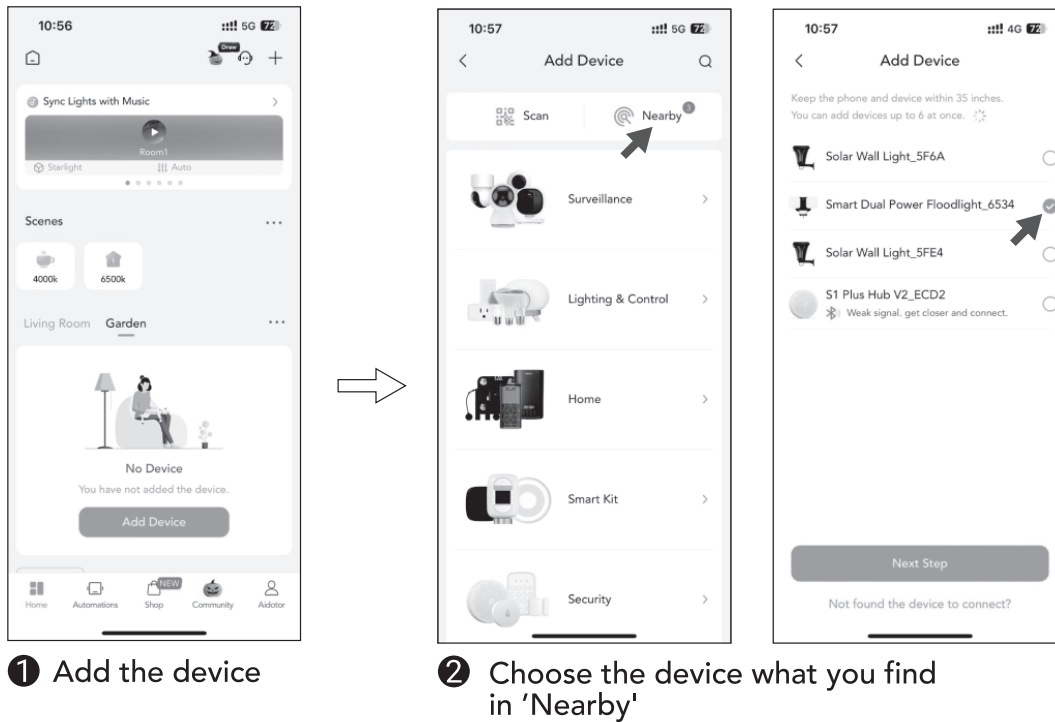 10:56
5G 72
Draw
Sync Lights with Music
Room1
Starlight
Auto
Scenes
4000k
6500k
Living Room Garden
No Device
You have not added the device.
Add Device
NEW
Home Automations Shop Community Aidotor
❶ Add the device
10:57
5G 72
Add Device
Scan
Nearby
3
Surveillance
Lighting & Control
Home
Smart Kit
Security
10:57
4G 72
Add Device
Keep the phone and device within 35 inches.
You can add devices up to 6 at once.
Solar Wall Light_5F6A
Smart Dual Power Floodlight_6534
Solar Wall Light_5FE4
S1 Plus Hub V2_ECD2
Weak signal. get closer and connect.
Next Step
Not found the device to connect?
❷ Choose the device what you find
in ‘Nearby'